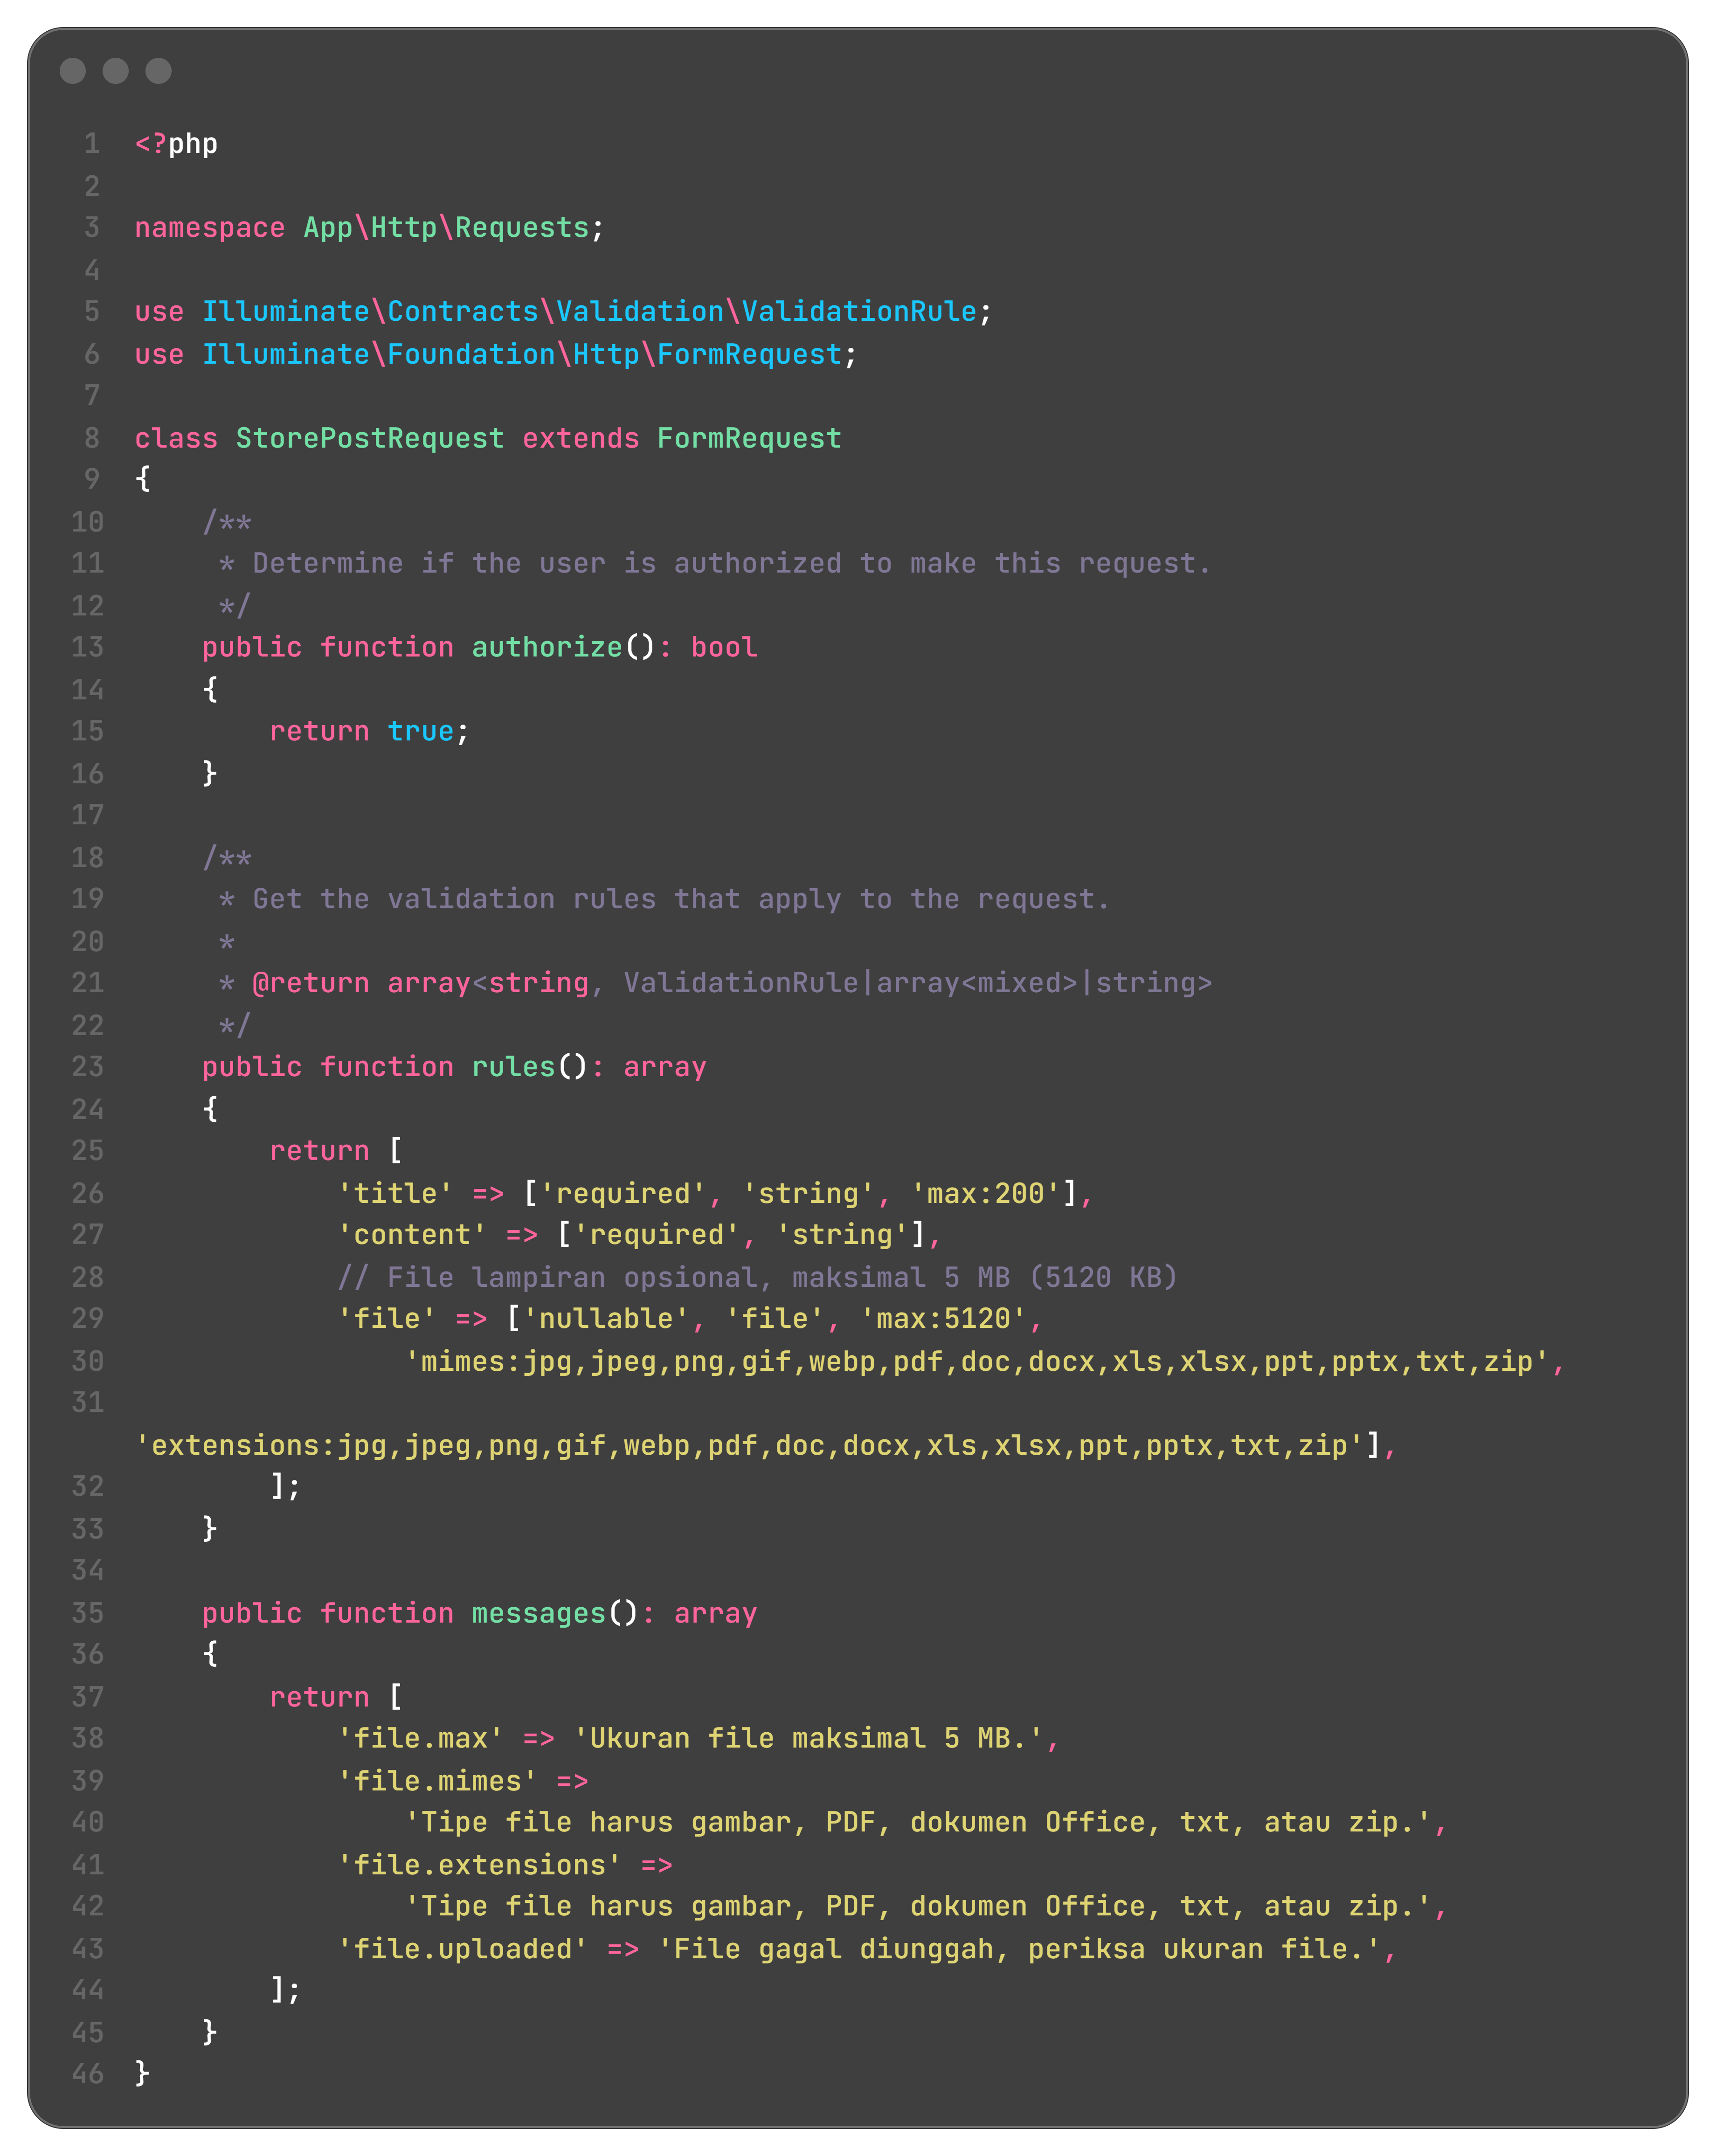 1 <?php
2
3 namespace App\Http\Requests;
4
5 use Illuminate\Contracts\Validation\ValidationRule;
6 use Illuminate\Foundation\Http\FormRequest;
7
8 class StorePostRequest extends FormRequest
9 {
10     /**
11      * Determine if the user is authorized to make this request.
12      */
13     public function authorize(): bool
14     {
15         return true;
16     }
17
18     /**
19      * Get the validation rules that apply to the request.
20      *
21      * @return array<string, ValidationRule|array<mixed>|string>
22      */
23     public function rules(): array
24     {
25         return [
26             'title' => ['required', 'string', 'max:200'],
27             'content' => ['required', 'string'],
28             // File lampiran opsional, maksimal 5 MB (5120 KB)
29             'file' => ['nullable', 'file', 'max:5120',
30                 'mimes:jpg,jpeg,png,gif,webp,pdf,doc,docx,xls,xlsx,ppt,pptx,txt,zip',
31
'extensions:jpg,jpeg,png,gif,webp,pdf,doc,docx,xls,xlsx,ppt,pptx,txt,zip'],
32         ];
33     }
34
35     public function messages(): array
36     {
37         return [
38             'file.max' => 'Ukuran file maksimal 5 MB.',
39             'file.mimes' =>
40                 'Tipe file harus gambar, PDF, dokumen Office, txt, atau zip.',
41             'file.extensions' =>
42                 'Tipe file harus gambar, PDF, dokumen Office, txt, atau zip.',
43             'file.uploaded' => 'File gagal diunggah, periksa ukuran file.',
44         ];
45     }
46 }